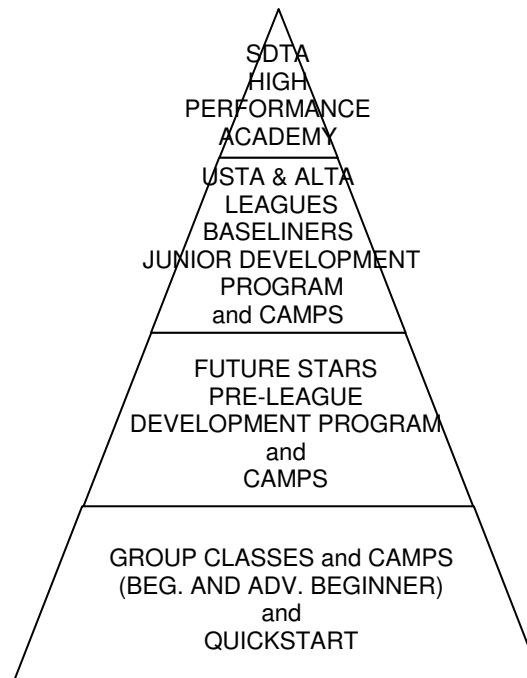 SDTA
HIGH
PERFORMANCE
ACADEMY
USTA & ALTA
LEAGUES
BASELINERS
JUNIOR DEVELOPMENT
PROGRAM
and CAMPS
FUTURE STARS
PRE-LEAGUE
DEVELOPMENT PROGRAM
and
CAMPS
GROUP CLASSES and CAMPS
(BEG. AND ADV. BEGINNER)
and
QUICKSTART